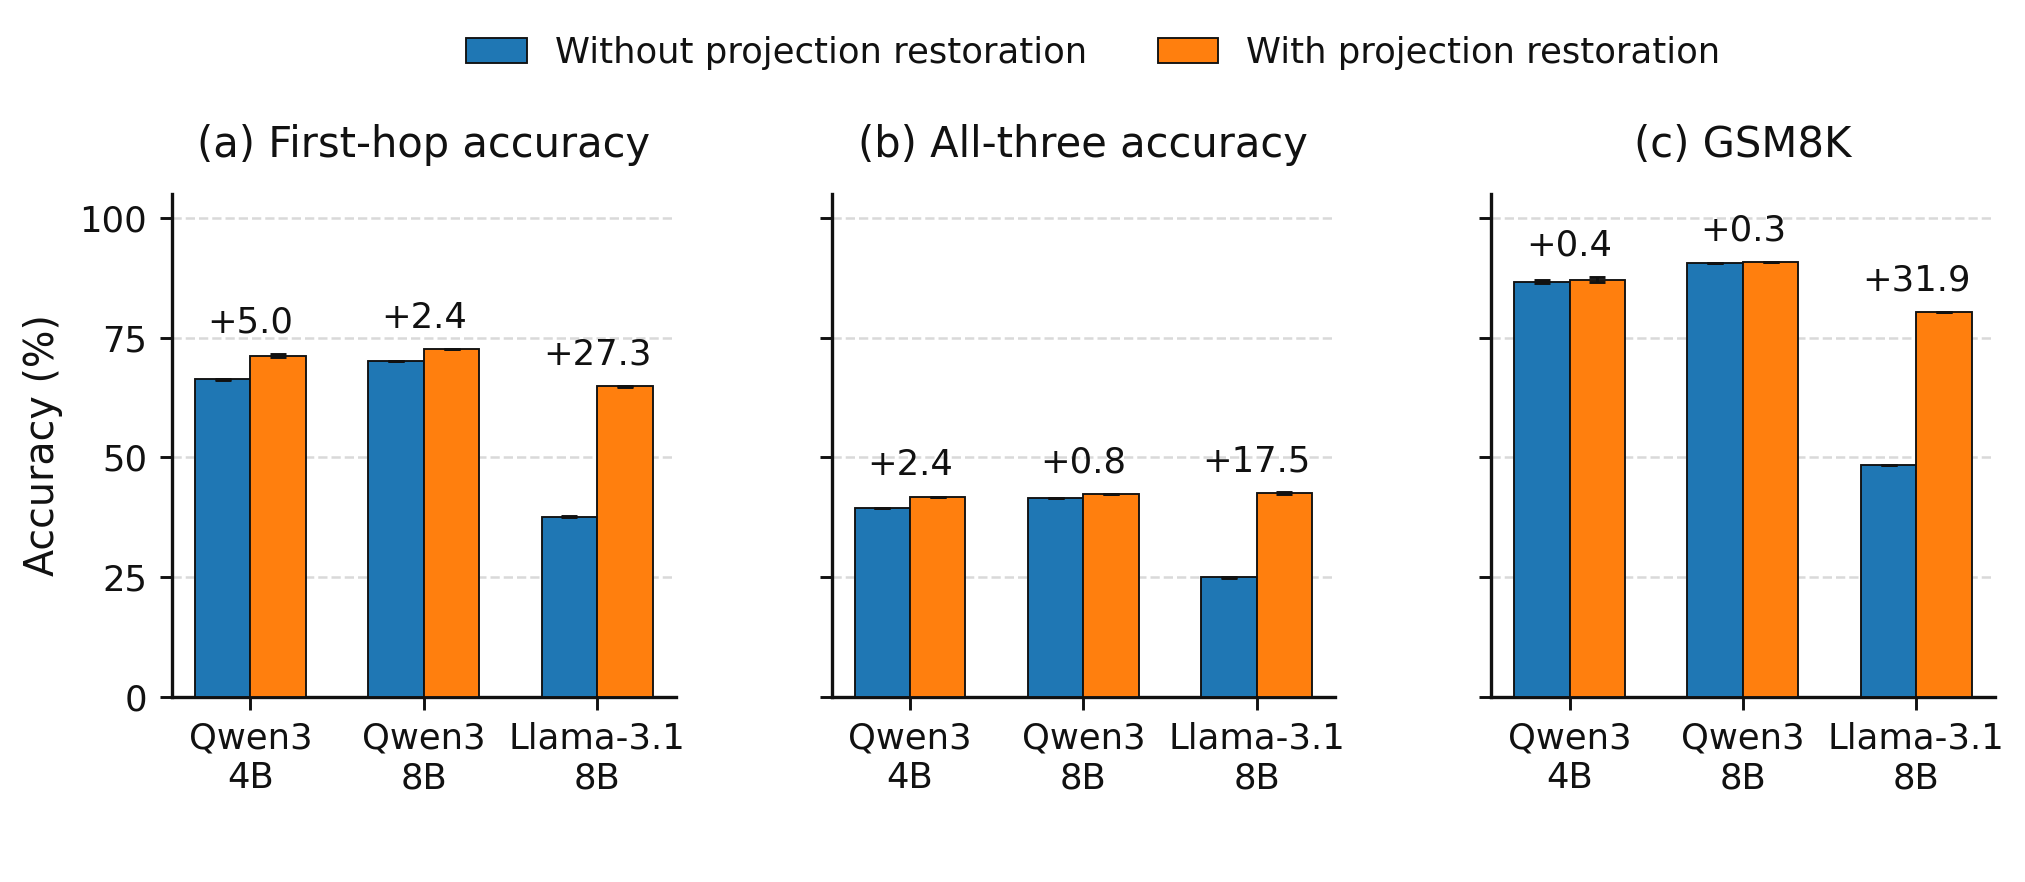 Without projection restoration
With projection restoration
(a) First-hop accuracy
(b) All-three accuracy
(c) GSM8K
Accuracy (%)
100
75
50
25
0
+5.0
+2.4
+27.3
Qwen3 4B
Qwen3 8B
Llama-3.1 8B
+2.4
+0.8
+17.5
Qwen3 4B
Qwen3 8B
Llama-3.1 8B
+0.4
+0.3
+31.9
Qwen3 4B
Qwen3 8B
Llama-3.1 8B